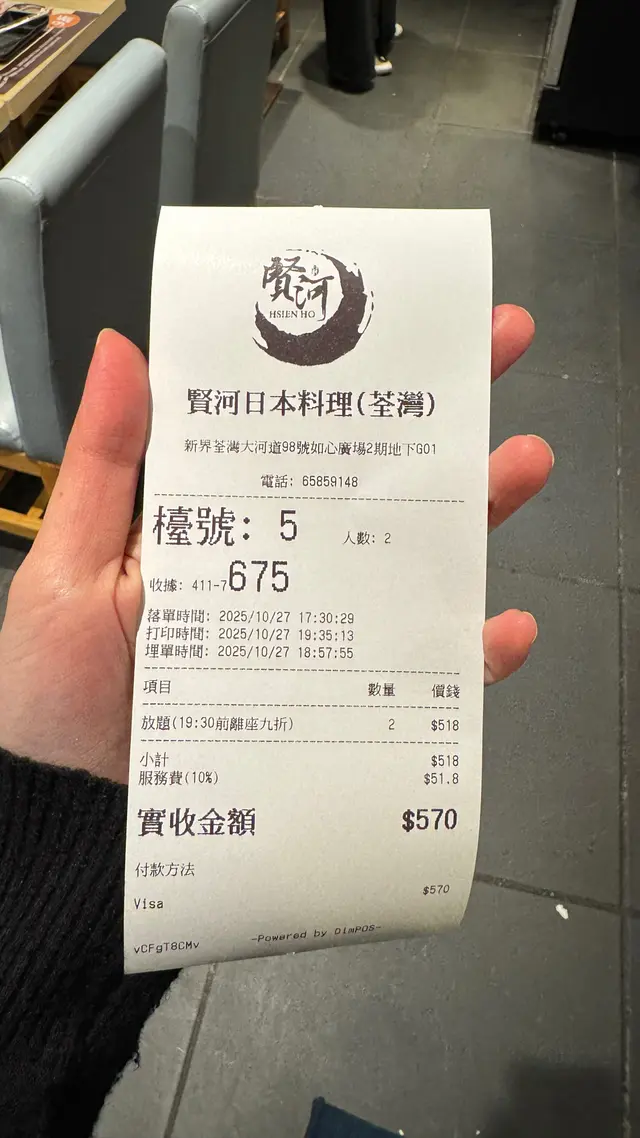 賢河
市
HSIEN HO
賢河日本料理(荃灣)
新界荃灣大河道98號如心廣場2期地下G01
電話: 65859148
檯號: 5 人數: 2
收據: 411-7675
落單時間: 2025/10/27 17:30:29
打印時間: 2025/10/27 19:35:13
埋單時間: 2025/10/27 18:57:55
項目 數量 價錢
放題(19:30前離座九折) 2 $518
小計 $518
服務費(10%) $51.8
實收金額 $570
付款方法
Visa $570
vCFgT8CMv -Powered by DimPOS-